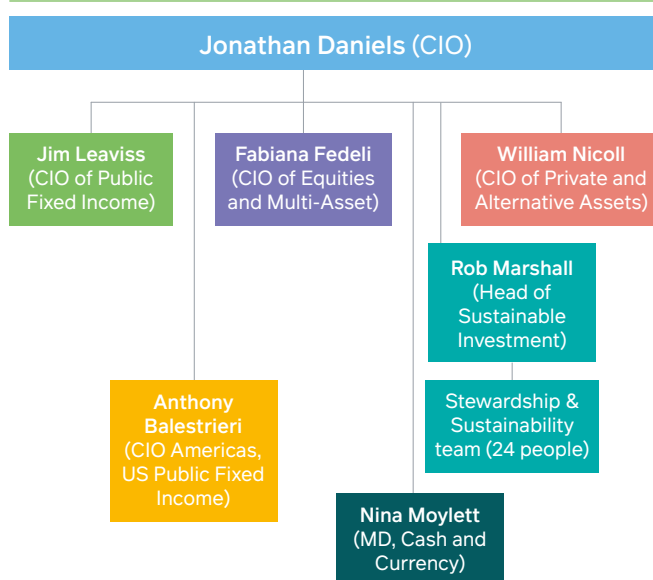 Jonathan Daniels (CIO)
Jim Leaviss
(CIO of Public
Fixed Income)
Fabiana Fedeli
(CIO of Equities
and Multi-Asset)
William Nicoll
(CIO of Private and
Alternative Assets)
Rob Marshall
(Head of
Sustainable
Investment)
Anthony
Balestrieri
(CIO Americas,
US Public Fixed
Income)
Stewardship &
Sustainability
team (24 people)
Nina Moylett
(MD, Cash and
Currency)